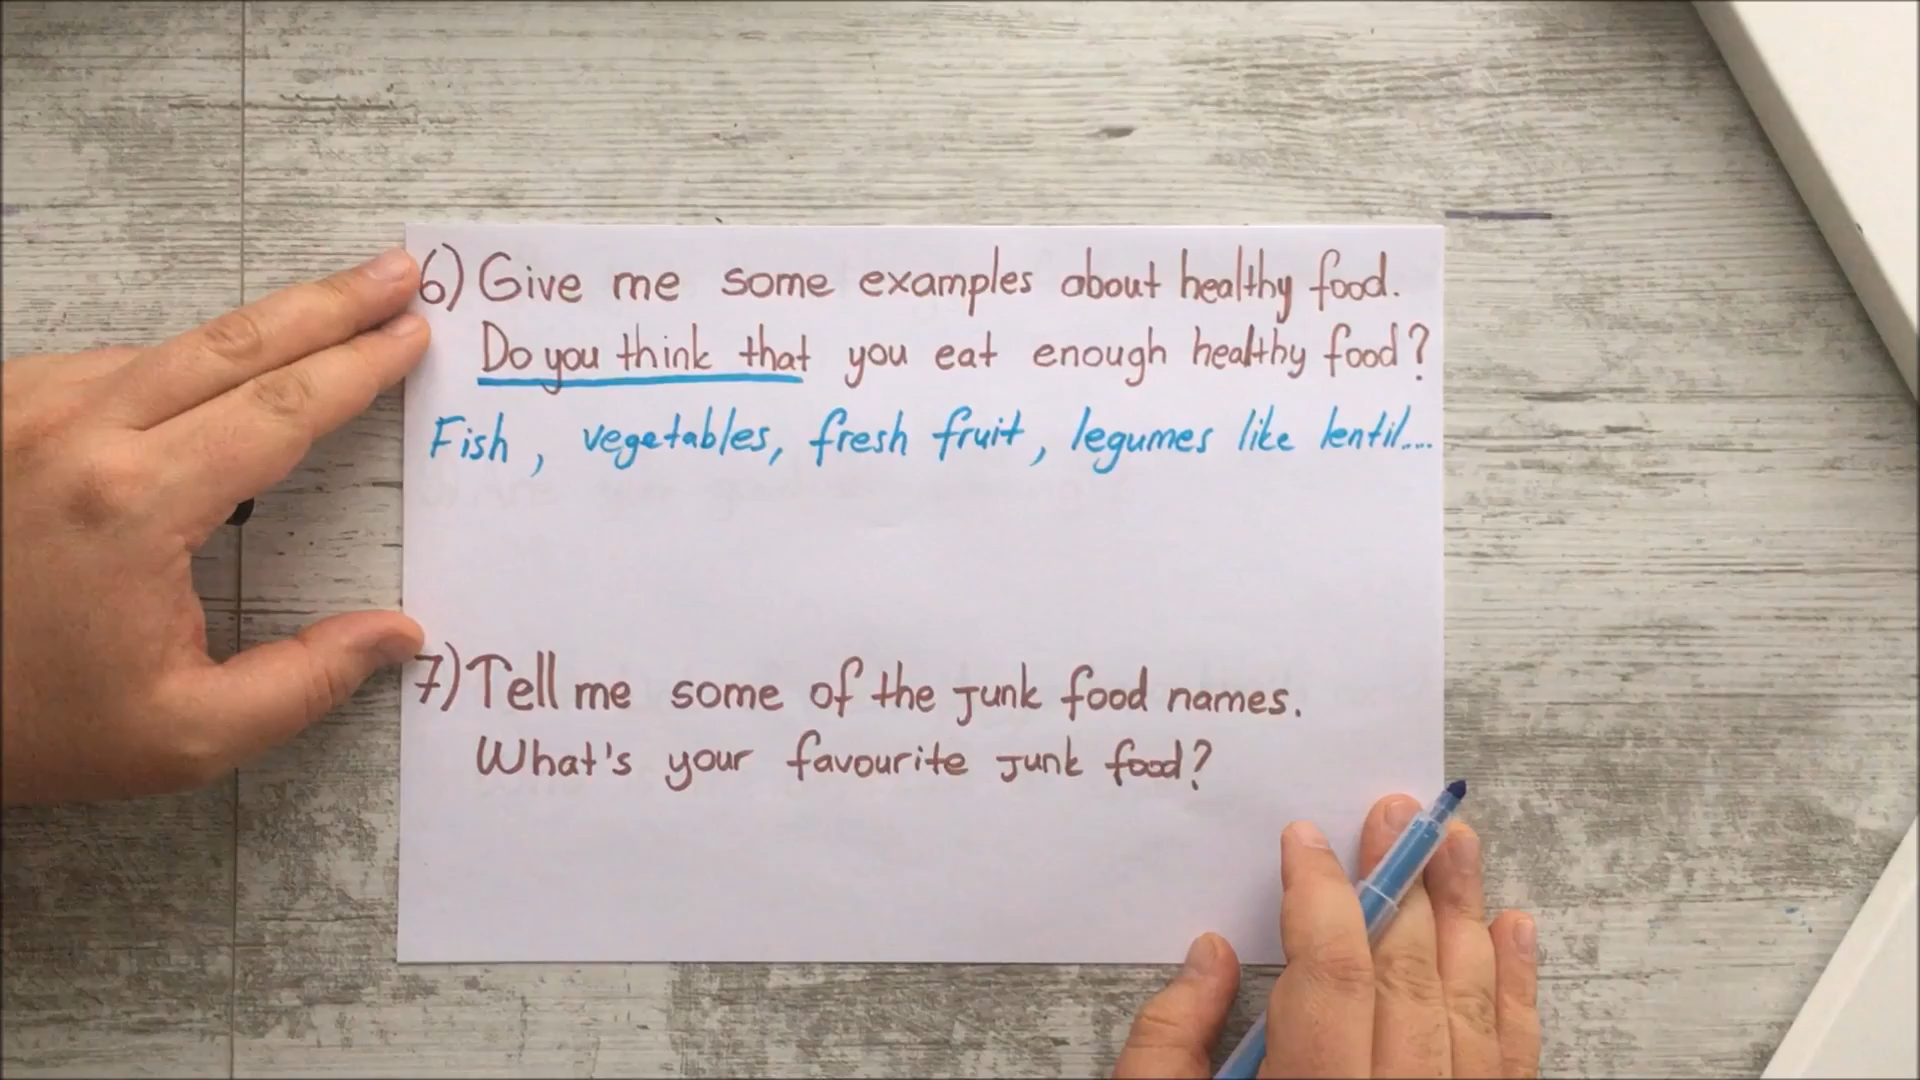 6) Give me some examples about healthy food.
Do you think that you eat enough healthy food?
Fish, vegetables, fresh fruit, legumes like lentil....
7) Tell me some of the junk food names.
What's your favourite junk food?